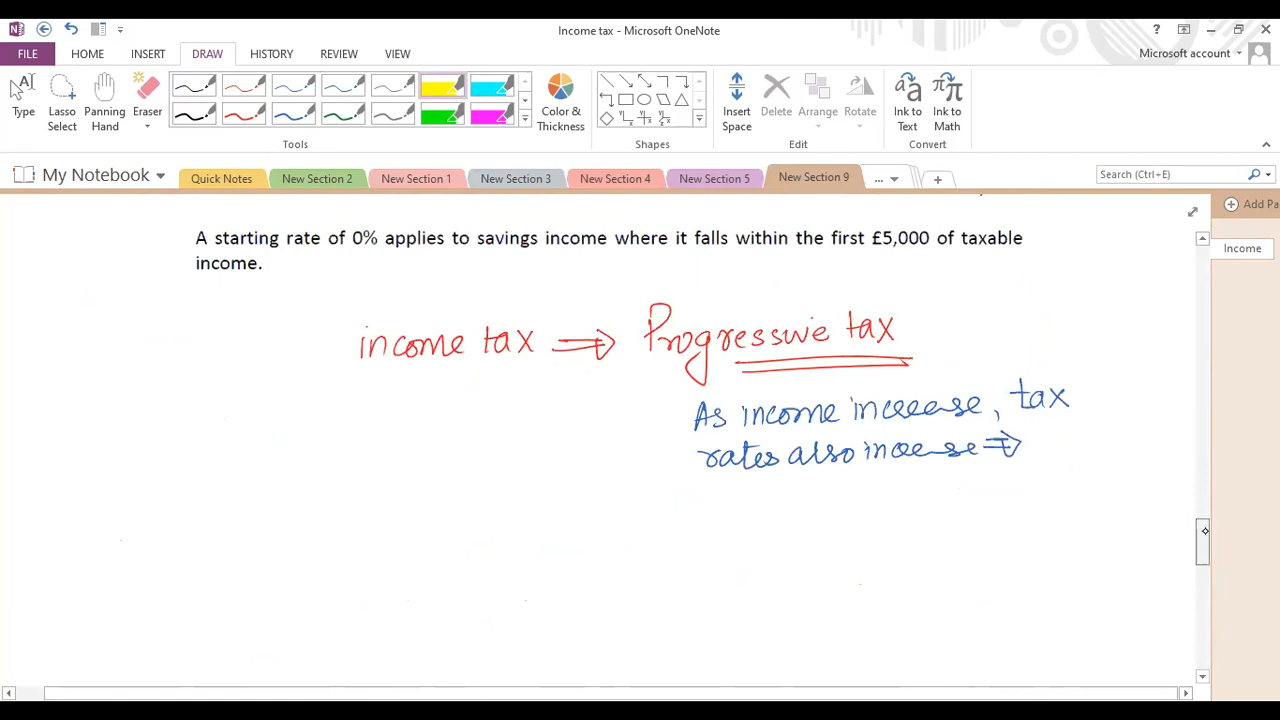 Income tax - Microsoft OneNote
?
FILE HOME INSERT DRAW HISTORY REVIEW VIEW
Microsoft account
Type
Lasso Select
Panning Hand
Eraser
Color & Thickness
Insert Space
Delete
Arrange
Rotate
Ink to Text
Ink to Math
Tools
Shapes
Edit
Convert
My Notebook
Quick Notes
New Section 2
New Section 1
New Section 3
New Section 4
New Section 5
New Section 9
...
Search (Ctrl+E)
Add Pa
Income
A starting rate of 0% applies to savings income where it falls within the first £5,000 of taxable
income.
income tax ⇒ Progressive tax
As income increase, tax
rates also increase ⇒